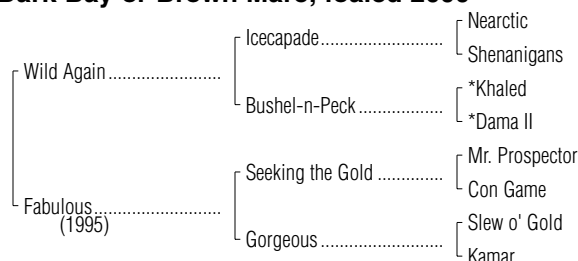 Dark Bay or Brown Mare; foaled 2000
Nearctic
Icecapade
Shenanigans
Wild Again
*Khaled
Bushel-n-Peck
*Dama II
Mr. Prospector
Seeking the Gold
Con Game
Fabulous
(1995)
Slew o' Gold
Gorgeous
Kamar